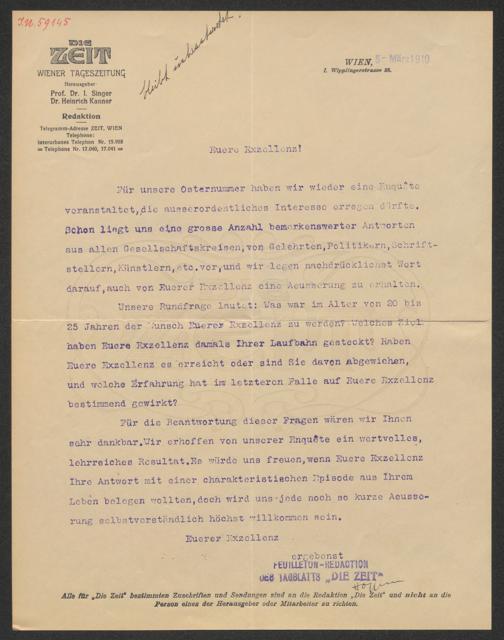 I.N.59145
bleibt unbeantwortet.
DIE
ZEIT
WIENER TAGESZEITUNG
Herausgeber
Prof. Dr. I. Singer
Dr. Heinrich Kanner
Redaktion
Telegramm-Adresse ZEIT, WIEN
Telephone:
Interurbanes Telephon Nr. 15.988
Telephone Nr. 17.040, 17.041
WIEN, 5- März 1910
I. Wipplingerstrasse 38.
Euere Exzellenz!
Für unsere Osternummer haben wir wieder eine Enquête
veranstaltet,die ausserordentliches Interesse erregen dürfte.
Schon liegt uns eine grosse Anzahl bemerkenswerter Antworten
aus allen Gesellschaftskreisen,von Gelehrten,Politikern,Schrift-
stellern,Künstlern,etc.vor,und wir legen nachdrücklichst Wert
darauf,auch von Euerer Exzellenz eine Aeusserung zu erhalten.
Unsere Rundfrage lautet: Was war im Alter von 20 bis
25 Jahren der Wunsch Euerer Exzellenz zu werden? Welches Ziel
haben Euere Exzellenz damals Ihrer Laufbahn gesteckt? Haben
Euere Exzellenz es erreicht oder sind Sie davon abgewichen,
und welche Erfahrung hat im letzteren Falle auf Euere Exzellenz
bestimmend gewirkt?
Für die Beantwortung dieser Fragen wären wir Ihnen
sehr dankbar.Wir erhoffen von unserer Enquête ein wertvolles,
lehrreiches Resultat.Es würde uns freuen,wenn Euere Exzellenz
Ihre Antwort mit einer charakteristischen Episode aus Ihrem
Leben belegen wollten,doch wird uns jede noch so kurze Aeusse-
rung selbstverständlich höchst willkommen sein.
Euerer Exzellenz
ergebenst
FEUILLETON-REDACTION
DES TAGBLATTS „DIE ZEIT"
Alle für „Die Zeit" bestimmten Zuschriften und Sendungen sind an die Redaktion „Die Zeit" und nicht an die
Person eines der Herausgeber oder Mitarbeiter zu richten.